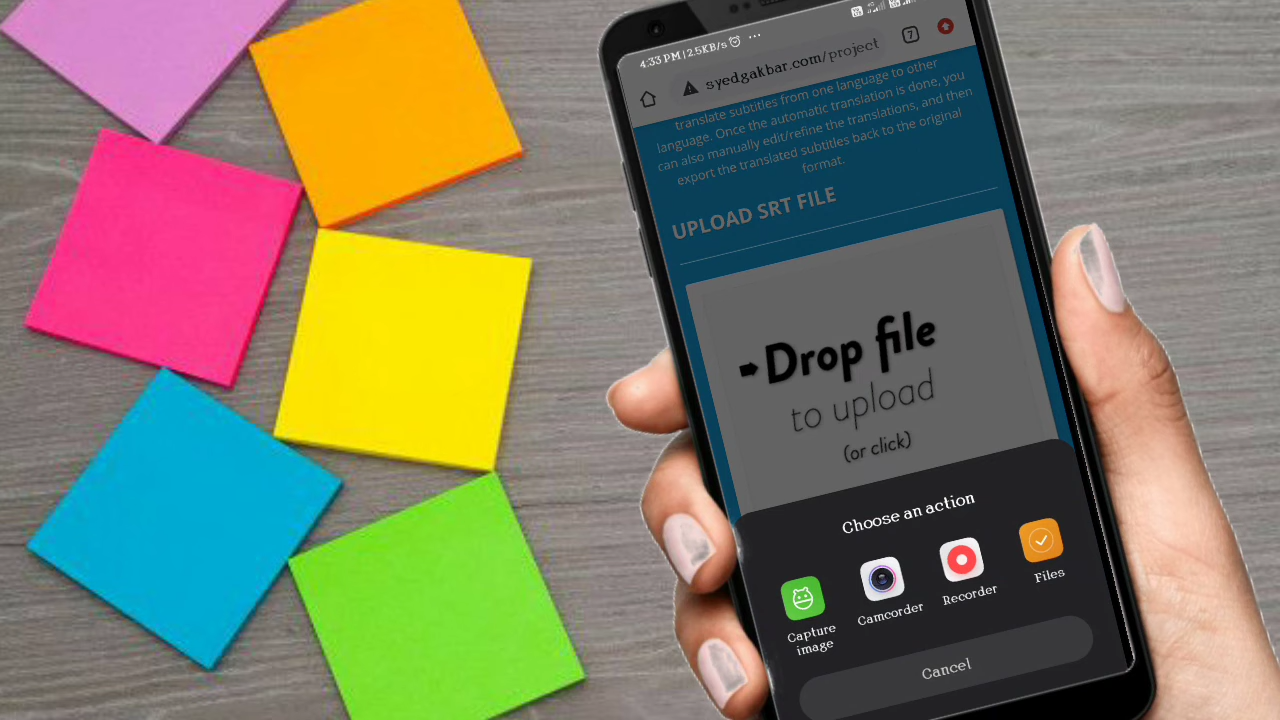 4:33 PM | 2.5KB/s ...
syedgakbar.com/project
7
translate subtitles from one language to other
language. Once the automatic translation is done, you
can also manually edit/refine the translations, and then
export the translated subtitles back to the original
format.
UPLOAD SRT FILE
Drop file
to upload
(or click)
Choose an action
Capture
image
Camcorder
Recorder
Files
Cancel